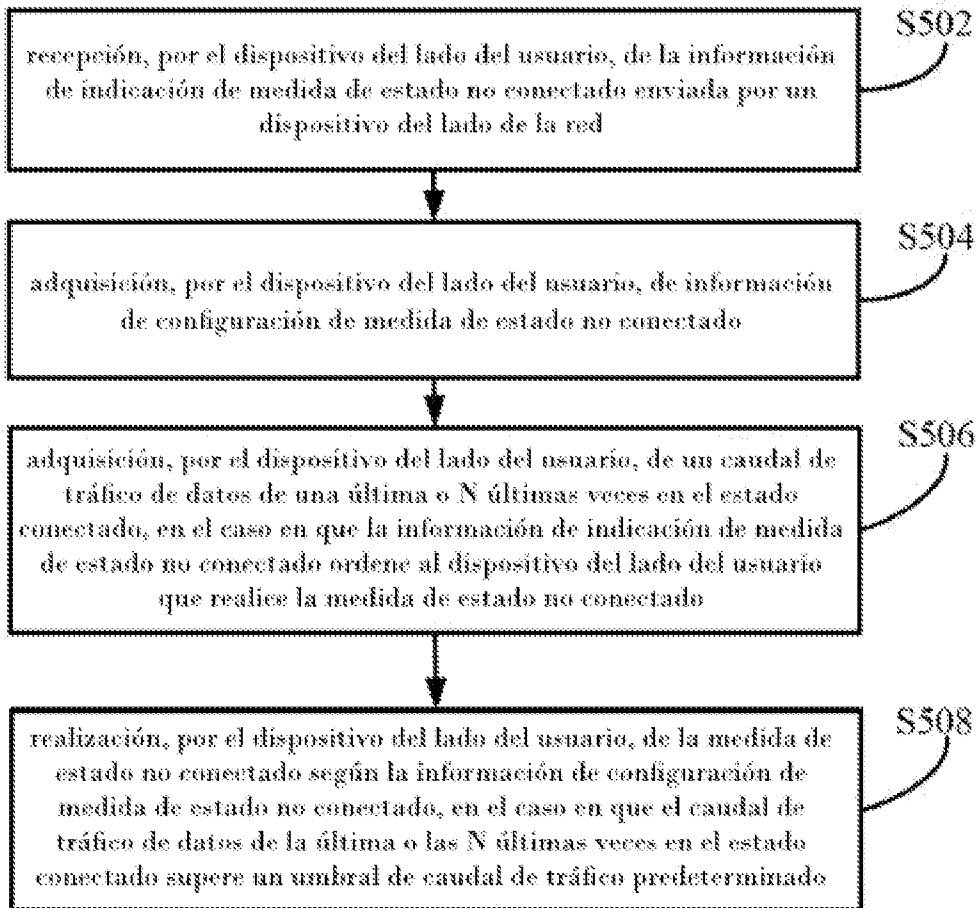 S502
recepción, por el dispositivo del lado del usuario, de la información
de indicación de medida de estado no conectado enviada por un
dispositivo del lado de la red
S504
adquisición, por el dispositivo del lado del usuario, de información
de configuración de medida de estado no conectado
S506
adquisición, por el dispositivo del lado del usuario, de un caudal de
tráfico de datos de una última o N últimas veces en el estado
conectado, en el caso en que la información de indicación de medida
de estado no conectado ordene al dispositivo del lado del usuario
que realice la medida de estado no conectado
S508
realización, por el dispositivo del lado del usuario, de la medida de
estado no conectado según la información de configuración de
medida de estado no conectado, en el caso en que el caudal de
tráfico de datos de la última o las N últimas veces en el estado
conectado supere un umbral de caudal de tráfico predeterminado